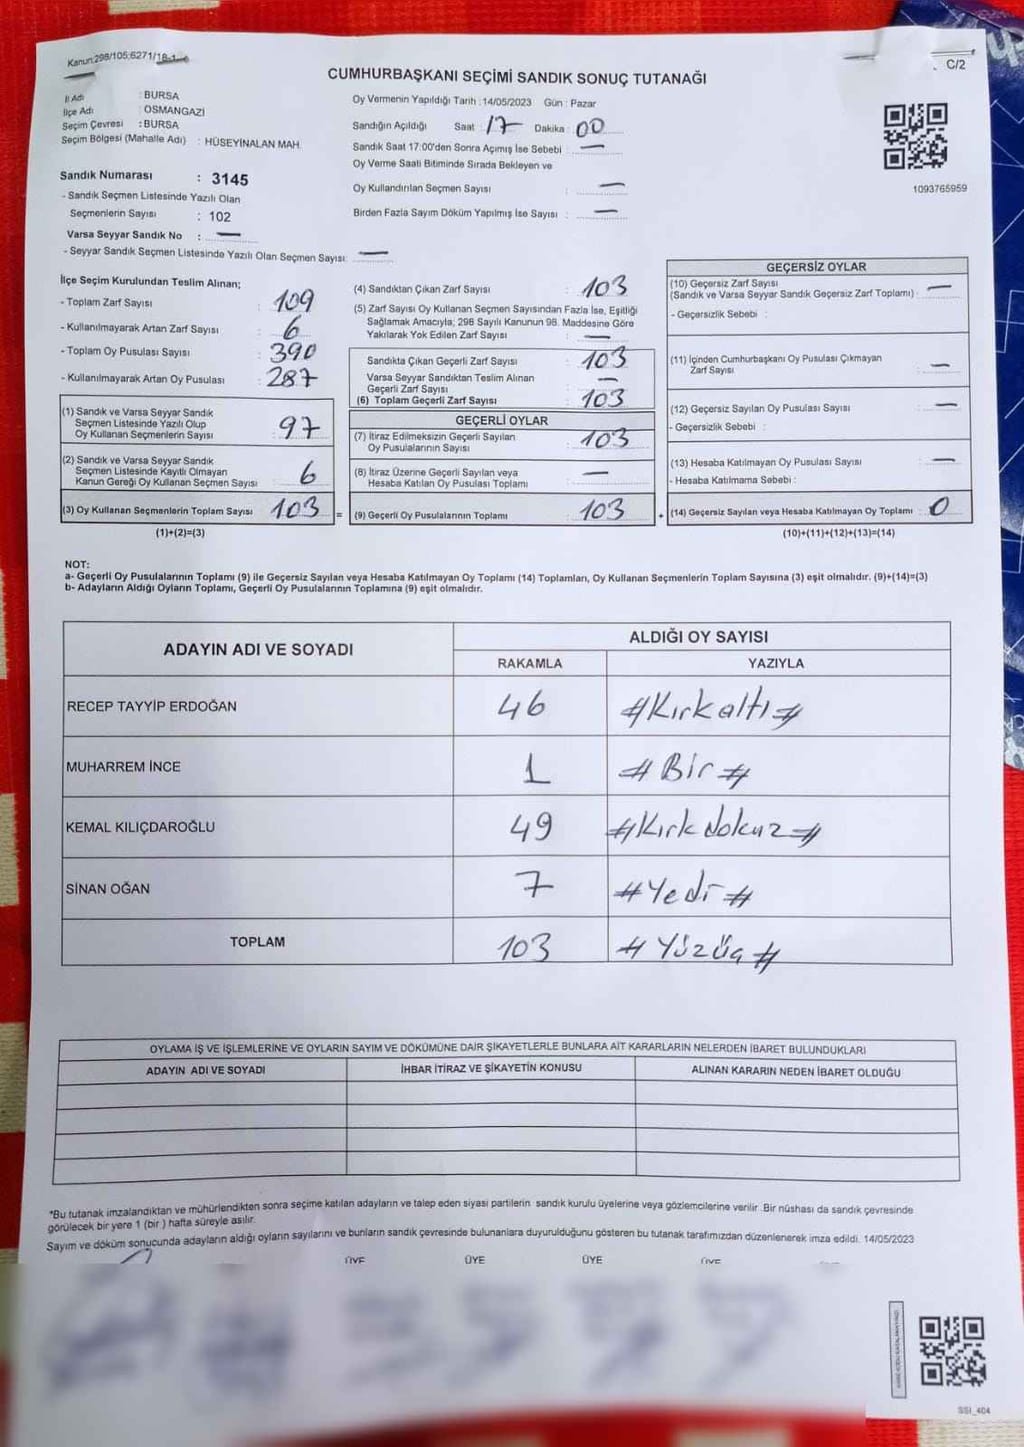 Kanun:298/105;6271/18-1
C/2
CUMHURBAŞKANI SEÇİMİ SANDIK SONUÇ TUTANAĞI
İl Adı : BURSA
İlçe Adı : OSMANGAZİ
Seçim Çevresi : BURSA
Seçim Bölgesi (Mahalle Adı) : HÜSEYİNALAN MAH.
Oy Vermenin Yapıldığı Tarih : 14/05/2023 Gün : Pazar
Sandığın Açıldığı Saat : 17 Dakika : 00
Sandık Saat 17:00'den Sonra Açımış İse Sebebi : —
Oy Verme Saati Bitiminde Sırada Bekleyen ve
Oy Kullandırılan Seçmen Sayısı : —
Birden Fazla Sayım Döküm Yapılmış İse Sayısı : —
1093765959
Sandık Numarası : 3145
- Sandık Seçmen Listesinde Yazılı Olan
Seçmenlerin Sayısı : 102
Varsa Seyyar Sandık No : —
- Seyyar Sandık Seçmen Listesinde Yazılı Olan Seçmen Sayısı: —
İlçe Seçim Kurulundan Teslim Alınan;
- Toplam Zarf Sayısı : 109
- Kullanılmayarak Artan Zarf Sayısı : 6
- Toplam Oy Pusulası Sayısı : 390
- Kullanılmayarak Artan Oy Pusulası : 287
(1) Sandık ve Varsa Seyyar Sandık
Seçmen Listesinde Yazılı Olup
Oy Kullanan Seçmenlerin Sayısı : 97
(2) Sandık ve Varsa Seyyar Sandık
Seçmen Listesinde Kayıtlı Olmayan
Kanun Gereği Oy Kullanan Seçmen Sayısı : 6
(3) Oy Kullanan Seçmenlerin Toplam Sayısı : 103 =
(1)+(2)=(3)
(4) Sandıktan Çıkan Zarf Sayısı : 103
(5) Zarf Sayısı Oy Kullanan Seçmen Sayısından Fazla İse, Eşitliği
Sağlamak Amacıyla; 298 Sayılı Kanunun 98. Maddesine Göre
Yakılarak Yok Edilen Zarf Sayısı : —
Sandıkta Çıkan Geçerli Zarf Sayısı : 103
Varsa Seyyar Sandıktan Teslim Alınan
Geçerli Zarf Sayısı : —
(6) Toplam Geçerli Zarf Sayısı : 103
GEÇERLİ OYLAR
(7) İtiraz Edilmeksizin Geçerli Sayılan
Oy Pusulalarının Sayısı : 103
(8) İtiraz Üzerine Geçerli Sayılan veya
Hesaba Katılan Oy Pusulası Toplamı : —
(9) Geçerli Oy Pusulalarının Toplamı : 103 +
GEÇERSİZ OYLAR
(10) Geçersiz Zarf Sayısı
(Sandık ve Varsa Seyyar Sandık Geçersiz Zarf Toplamı) : —
- Geçersizlik Sebebi :
(11) İçinden Cumhurbaşkanı Oy Pusulası Çıkmayan
Zarf Sayısı : —
(12) Geçersiz Sayılan Oy Pusulası Sayısı : —
- Geçersizlik Sebebi :
(13) Hesaba Katılmayan Oy Pusulası Sayısı : —
- Hesaba Katılmama Sebebi :
(14) Geçersiz Sayılan veya Hesaba Katılmayan Oy Toplamı : 0
(10)+(11)+(12)+(13)=(14)
NOT:
a- Geçerli Oy Pusulalarının Toplamı (9) ile Geçersiz Sayılan veya Hesaba Katılmayan Oy Toplamı (14) Toplamları, Oy Kullanan Seçmenlerin Toplam Sayısına (3) eşit olmalıdır. (9)+(14)=(3)
b- Adayların Aldığı Oyların Toplamı, Geçerli Oy Pusulalarının Toplamına (9) eşit olmalıdır.
ADAYIN ADI VE SOYADI
ALDIĞI OY SAYISI
RAKAMLA YAZIYLA
RECEP TAYYİP ERDOĞAN 46 #Kırkaltı#
MUHARREM İNCE 1 #Bir#
KEMAL KILIÇDAROĞLU 49 #Kırkdokuz#
SİNAN OĞAN 7 #Yedi#
TOPLAM 103 #Yüzüç#
OYLAMA İŞ VE İŞLEMLERİNE VE OYLARIN SAYIM VE DÖKÜMÜNE DAİR ŞİKAYETLERLE BUNLARA AİT KARARLARIN NELERDEN İBARET BULUNDUKLARI
ADAYIN ADI VE SOYADI İHBAR İTİRAZ VE ŞİKAYETİN KONUSU ALINAN KARARIN NEDEN İBARET OLDUĞU
*Bu tutanak imzalandıktan ve mühürlendikten sonra seçime katılan adayların ve talep eden siyasi partilerin sandık kurulu üyelerine veya gözlemcilerine verilir. Bir nüshası da sandık çevresinde
görülecek bir yere 1 (bir) hafta süreyle asılır.
Sayım ve döküm sonucunda adayların aldığı oyların sayılarını ve bunların sandık çevresinde bulunanlara duyurulduğunu gösteren bu tutanak tarafımızdan düzenlenerek imza edildi. 14/05/2023
ÜYE ÜYE ÜYE ÜYE
SSI_404